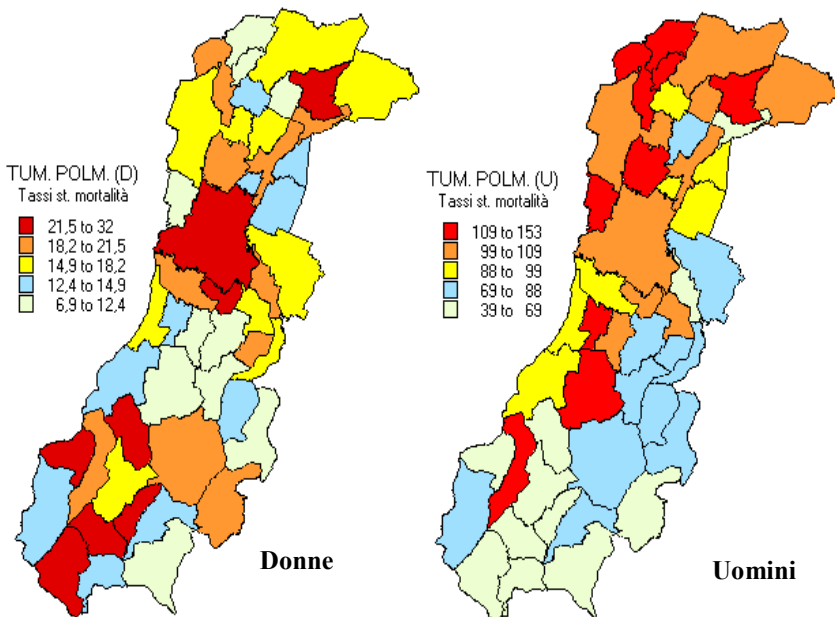 TUM. POLM. (D)
Tassi st. mortalità
21,5 to 32
18,2 to 21,5
14,9 to 18,2
12,4 to 14,9
6,9 to 12,4
Donne
TUM. POLM. (U)
Tassi st. mortalità
109 to 153
99 to 109
88 to 99
69 to 88
39 to 69
Uomini